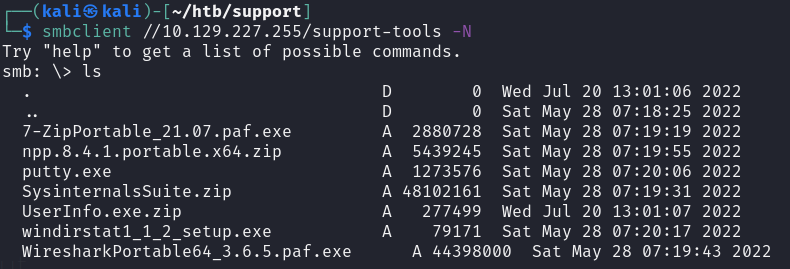 ┌──(kali㉿kali)-[~/htb/support]
└─$ smbclient //10.129.227.255/support-tools -N
Try "help" to get a list of possible commands.
smb: \> ls
  .                                   D        0  Wed Jul 20 13:01:06 2022
  ..                                  D        0  Sat May 28 07:18:25 2022
  7-ZipPortable_21.07.paf.exe         A  2880728  Sat May 28 07:19:19 2022
  npp.8.4.1.portable.x64.zip          A  5439245  Sat May 28 07:19:55 2022
  putty.exe                           A  1273576  Sat May 28 07:20:06 2022
  SysinternalsSuite.zip               A 48102161  Sat May 28 07:19:31 2022
  UserInfo.exe.zip                    A   277499  Wed Jul 20 13:01:07 2022
  windirstat1_1_2_setup.exe           A    79171  Sat May 28 07:20:17 2022
  WiresharkPortable64_3.6.5.paf.exe      A 44398000  Sat May 28 07:19:43 2022